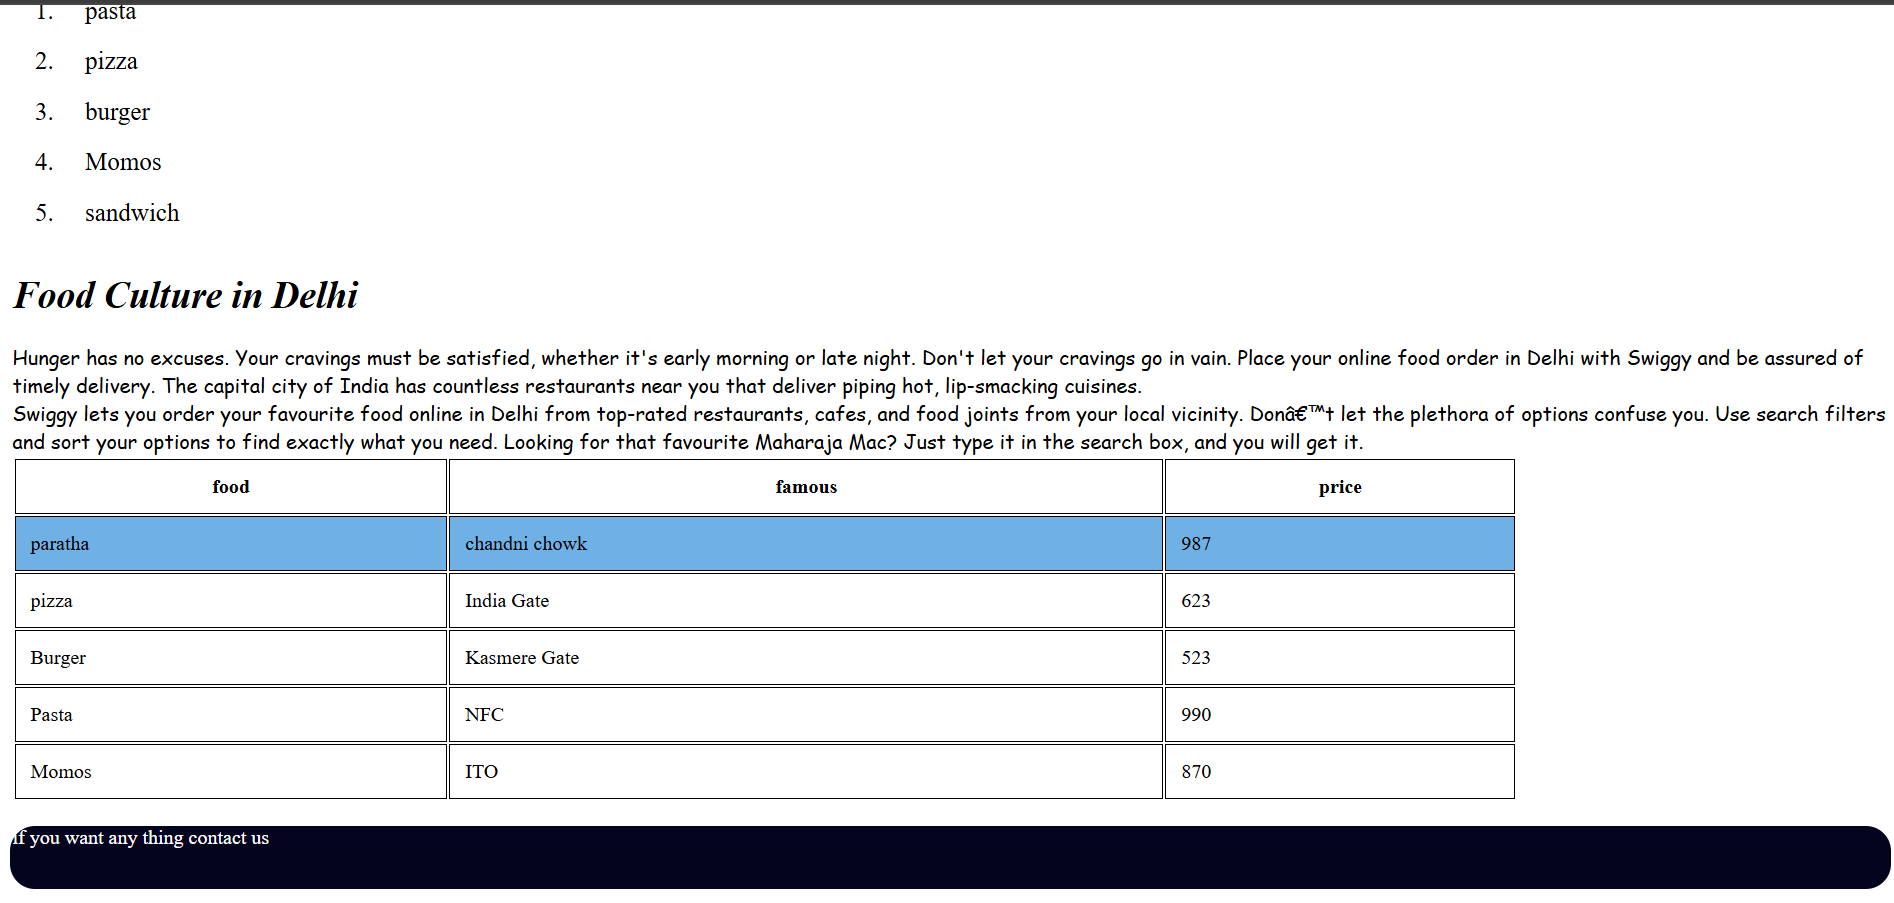 1. pasta
2. pizza
3. burger
4. Momos
5. sandwich
Food Culture in Delhi
Hunger has no excuses. Your cravings must be satisfied, whether it's early morning or late night. Don't let your cravings go in vain. Place your online food order in Delhi with Swiggy and be assured of
timely delivery. The capital city of India has countless restaurants near you that deliver piping hot, lip-smacking cuisines.
Swiggy lets you order your favourite food online in Delhi from top-rated restaurants, cafes, and food joints from your local vicinity. Donâ€™t let the plethora of options confuse you. Use search filters
and sort your options to find exactly what you need. Looking for that favourite Maharaja Mac? Just type it in the search box, and you will get it.
food famous price
paratha chandni chowk 987
pizza India Gate 623
Burger Kasmere Gate 523
Pasta NFC 990
Momos ITO 870
If you want any thing contact us